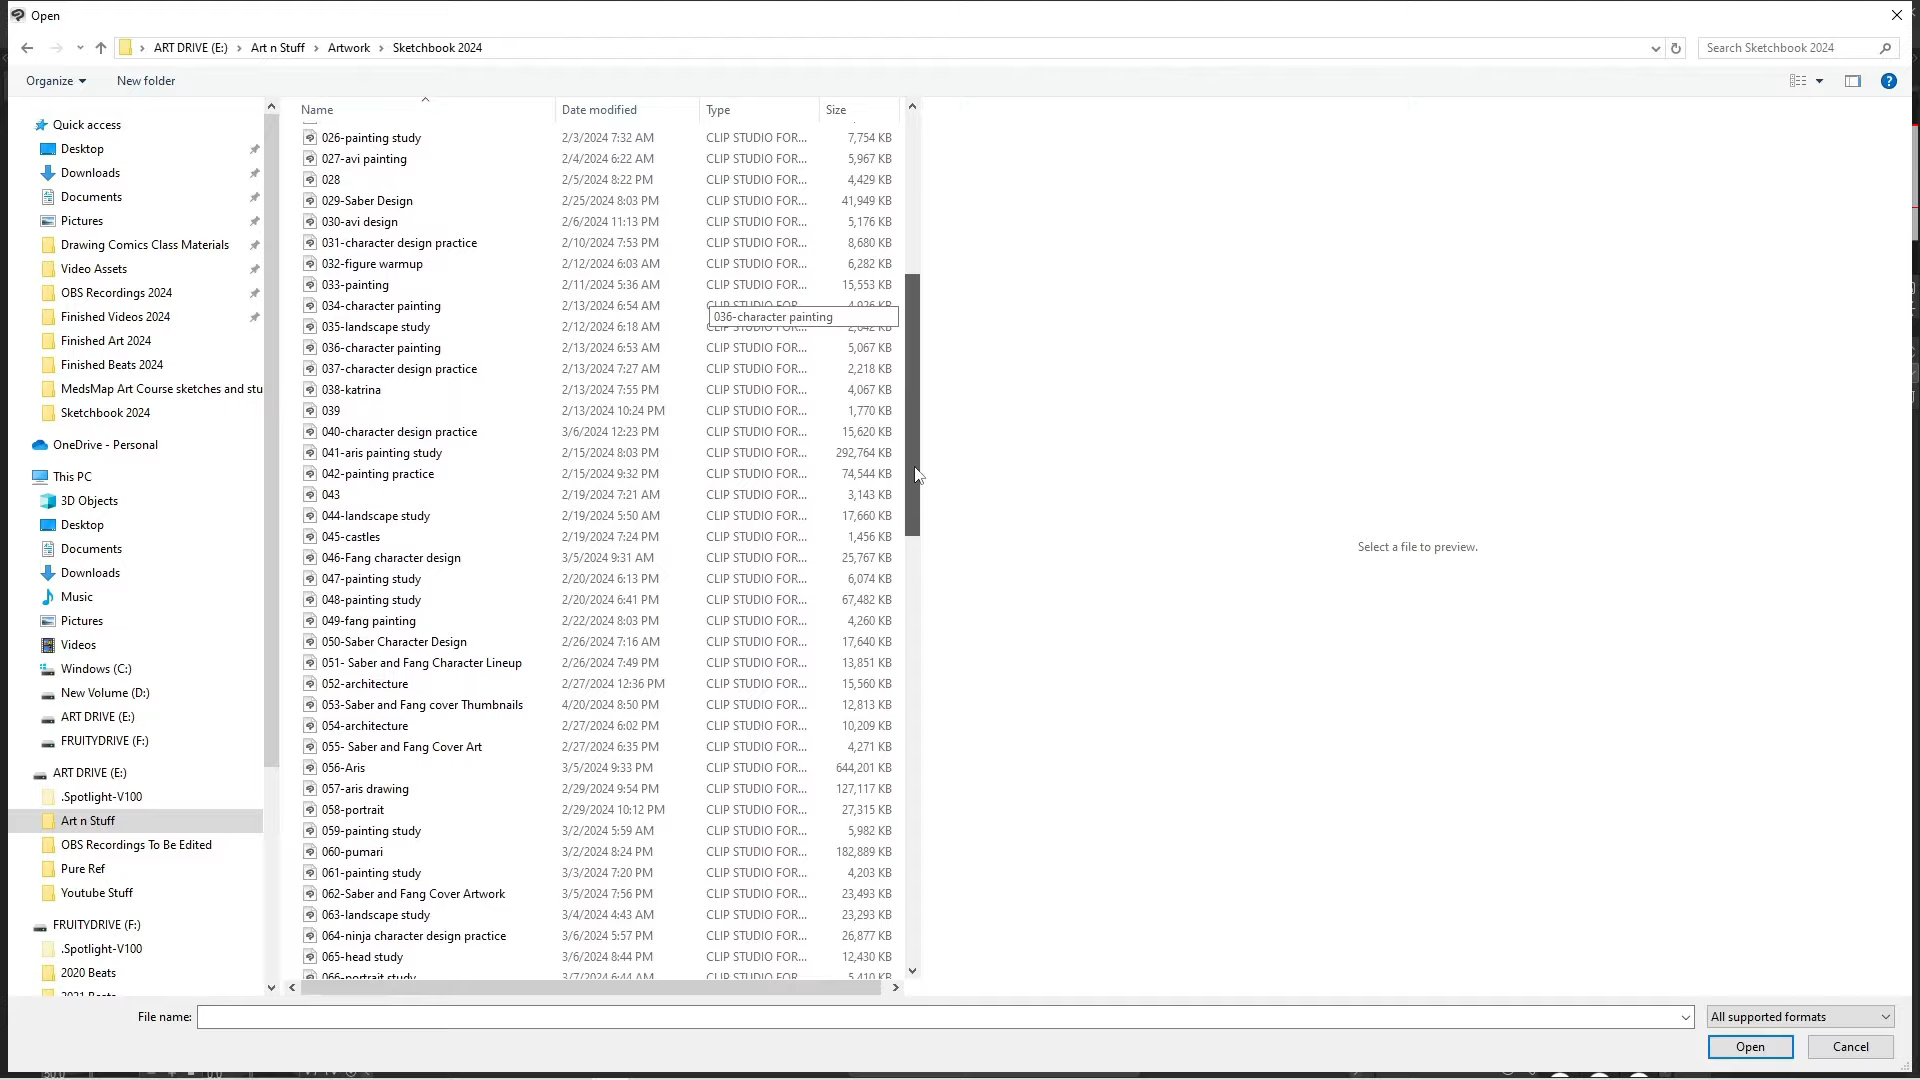 Open
ART DRIVE (E:) > Art n Stuff > Artwork > Sketchbook 2024
Search Sketchbook 2024
Organize
New folder
Quick access
Desktop
Downloads
Documents
Pictures
Drawing Comics Class Materials
Video Assets
OBS Recordings 2024
Finished Videos 2024
Finished Art 2024
Finished Beats 2024
MedsMap Art Course sketches and stu
Sketchbook 2024
OneDrive - Personal
This PC
3D Objects
Desktop
Documents
Downloads
Music
Pictures
Videos
Windows (C:)
New Volume (D:)
ART DRIVE (E:)
FRUITYDRIVE (F:)
ART DRIVE (E:)
.Spotlight-V100
Art n Stuff
OBS Recordings To Be Edited
Pure Ref
Youtube Stuff
FRUITYDRIVE (F:)
.Spotlight-V100
2020 Beats
2021 Beats
Name Date modified Type Size
026-painting study 2/3/2024 7:32 AM CLIP STUDIO FOR... 7,754 KB
027-avi painting 2/4/2024 6:22 AM CLIP STUDIO FOR... 5,967 KB
028 2/5/2024 8:22 PM CLIP STUDIO FOR... 4,429 KB
029-Saber Design 2/25/2024 8:03 PM CLIP STUDIO FOR... 41,949 KB
030-avi design 2/6/2024 11:13 PM CLIP STUDIO FOR... 5,176 KB
031-character design practice 2/10/2024 7:53 PM CLIP STUDIO FOR... 8,680 KB
032-figure warmup 2/12/2024 6:03 AM CLIP STUDIO FOR... 6,282 KB
033-painting 2/11/2024 5:36 AM CLIP STUDIO FOR... 15,553 KB
034-character painting 2/13/2024 6:54 AM CLIP STUDIO FOR...
036-character painting
035-landscape study 2/12/2024 6:18 AM CLIP STUDIO FOR...
036-character painting 2/13/2024 6:53 AM CLIP STUDIO FOR... 5,067 KB
037-character design practice 2/13/2024 7:27 AM CLIP STUDIO FOR... 2,218 KB
038-katrina 2/13/2024 7:55 PM CLIP STUDIO FOR... 4,067 KB
039 2/13/2024 10:24 PM CLIP STUDIO FOR... 1,770 KB
040-character design practice 3/6/2024 12:23 PM CLIP STUDIO FOR... 15,620 KB
041-aris painting study 2/15/2024 8:03 PM CLIP STUDIO FOR... 292,764 KB
042-painting practice 2/15/2024 9:32 PM CLIP STUDIO FOR... 74,544 KB
043 2/19/2024 7:21 AM CLIP STUDIO FOR... 3,143 KB
044-landscape study 2/19/2024 5:50 AM CLIP STUDIO FOR... 17,660 KB
045-castles 2/19/2024 7:24 PM CLIP STUDIO FOR... 1,456 KB
046-Fang character design 3/5/2024 9:31 AM CLIP STUDIO FOR... 25,767 KB
047-painting study 2/20/2024 6:13 PM CLIP STUDIO FOR... 6,074 KB
048-painting study 2/20/2024 6:41 PM CLIP STUDIO FOR... 67,482 KB
049-fang painting 2/22/2024 8:03 PM CLIP STUDIO FOR... 4,260 KB
050-Saber Character Design 2/26/2024 7:16 AM CLIP STUDIO FOR... 17,640 KB
051- Saber and Fang Character Lineup 2/26/2024 7:49 PM CLIP STUDIO FOR... 13,851 KB
052-architecture 2/27/2024 12:36 PM CLIP STUDIO FOR... 15,560 KB
053-Saber and Fang cover Thumbnails 4/20/2024 8:50 PM CLIP STUDIO FOR... 12,813 KB
054-architecture 2/27/2024 6:02 PM CLIP STUDIO FOR... 10,209 KB
055- Saber and Fang Cover Art 2/27/2024 6:35 PM CLIP STUDIO FOR... 4,271 KB
056-Aris 3/5/2024 9:33 PM CLIP STUDIO FOR... 644,201 KB
057-aris drawing 2/29/2024 9:54 PM CLIP STUDIO FOR... 127,117 KB
058-portrait 2/29/2024 10:12 PM CLIP STUDIO FOR... 27,315 KB
059-painting study 3/2/2024 5:59 AM CLIP STUDIO FOR... 5,982 KB
060-pumari 3/2/2024 8:24 PM CLIP STUDIO FOR... 182,889 KB
061-painting study 3/3/2024 7:20 PM CLIP STUDIO FOR... 4,203 KB
062-Saber and Fang Cover Artwork 3/5/2024 7:56 PM CLIP STUDIO FOR... 23,493 KB
063-landscape study 3/4/2024 4:43 AM CLIP STUDIO FOR... 23,293 KB
064-ninja character design practice 3/6/2024 5:57 PM CLIP STUDIO FOR... 26,877 KB
065-head study 3/6/2024 8:44 PM CLIP STUDIO FOR... 12,430 KB
066-portrait study 3/7/2024 6:44 AM CLIP STUDIO FOR... 5,410 KB
Select a file to preview.
File name:
All supported formats
Open
Cancel